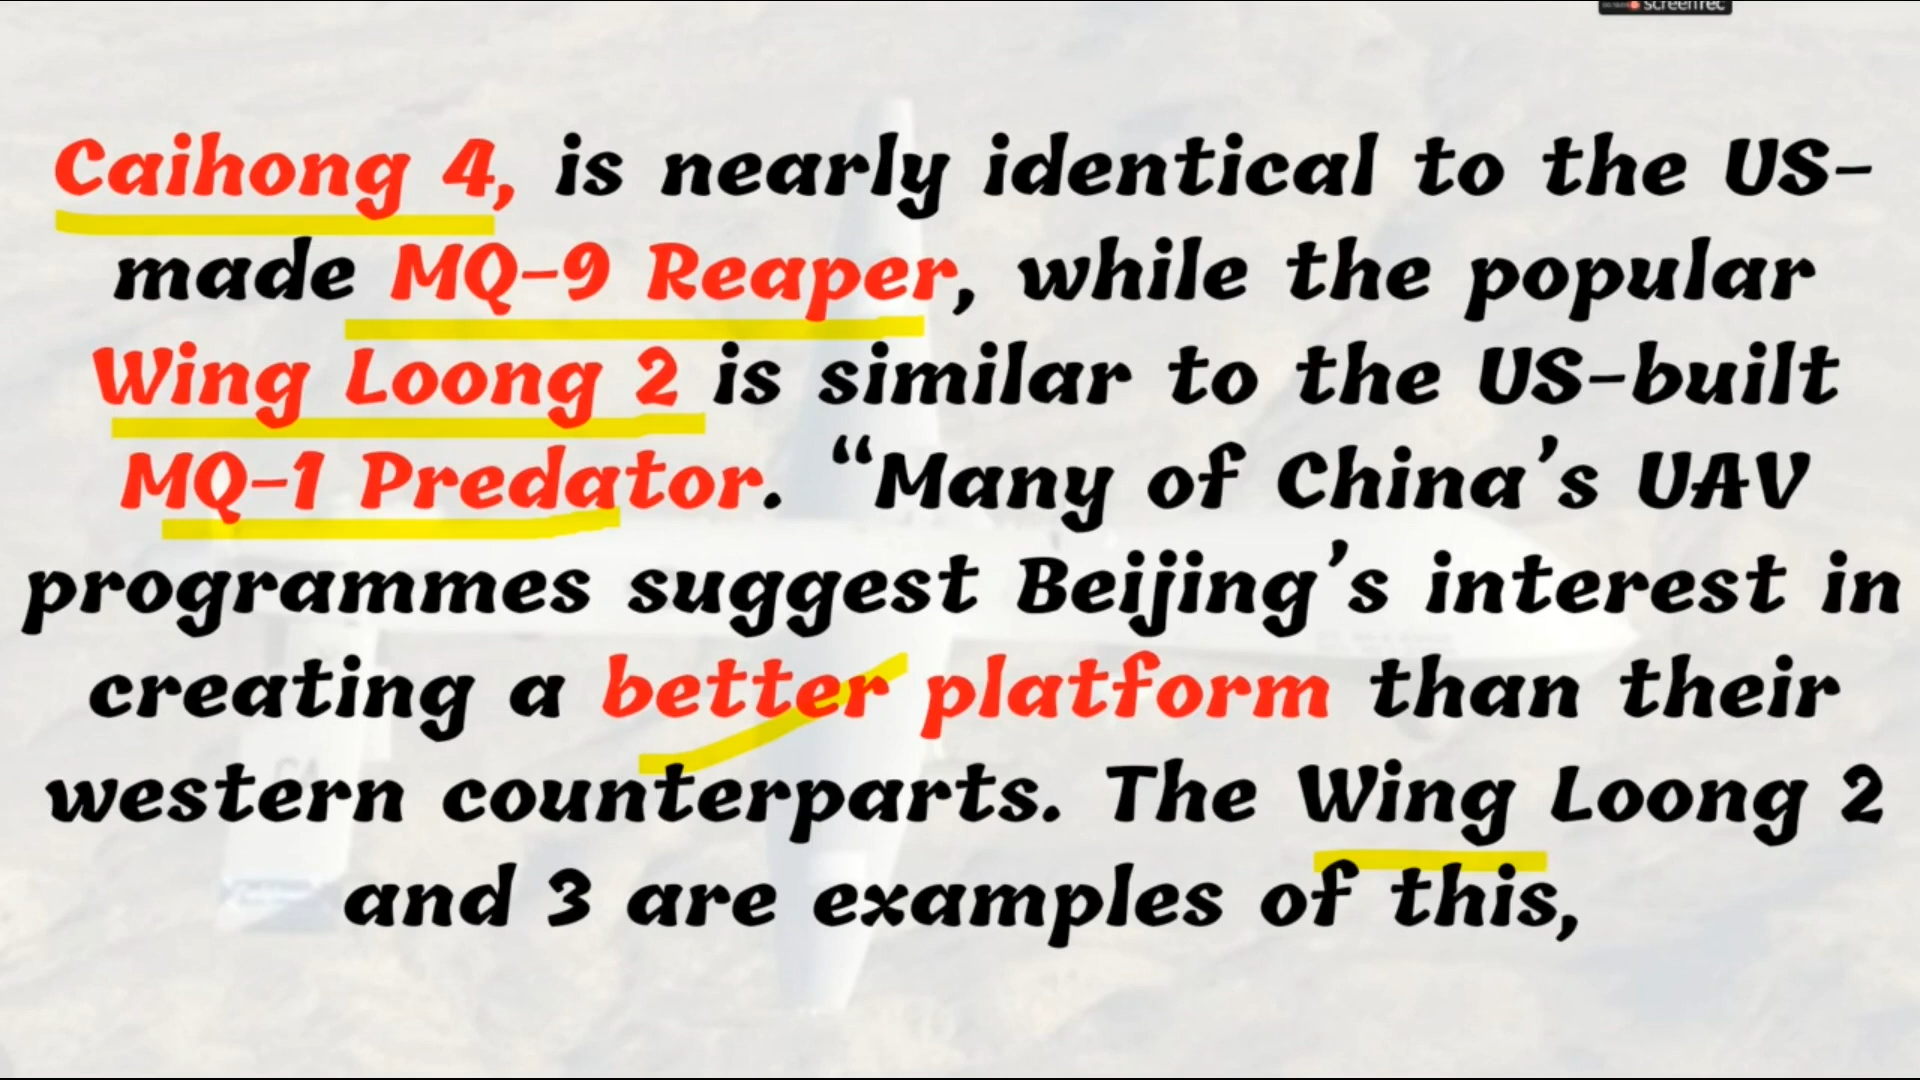 screenrec
Caihong 4, is nearly identical to the US-
made MQ-9 Reaper, while the popular
Wing Loong 2 is similar to the US-built
MQ-1 Predator. “Many of China’s UAV
programmes suggest Beijing’s interest in
creating a better platform than their
western counterparts. The Wing Loong 2
and 3 are examples of this,